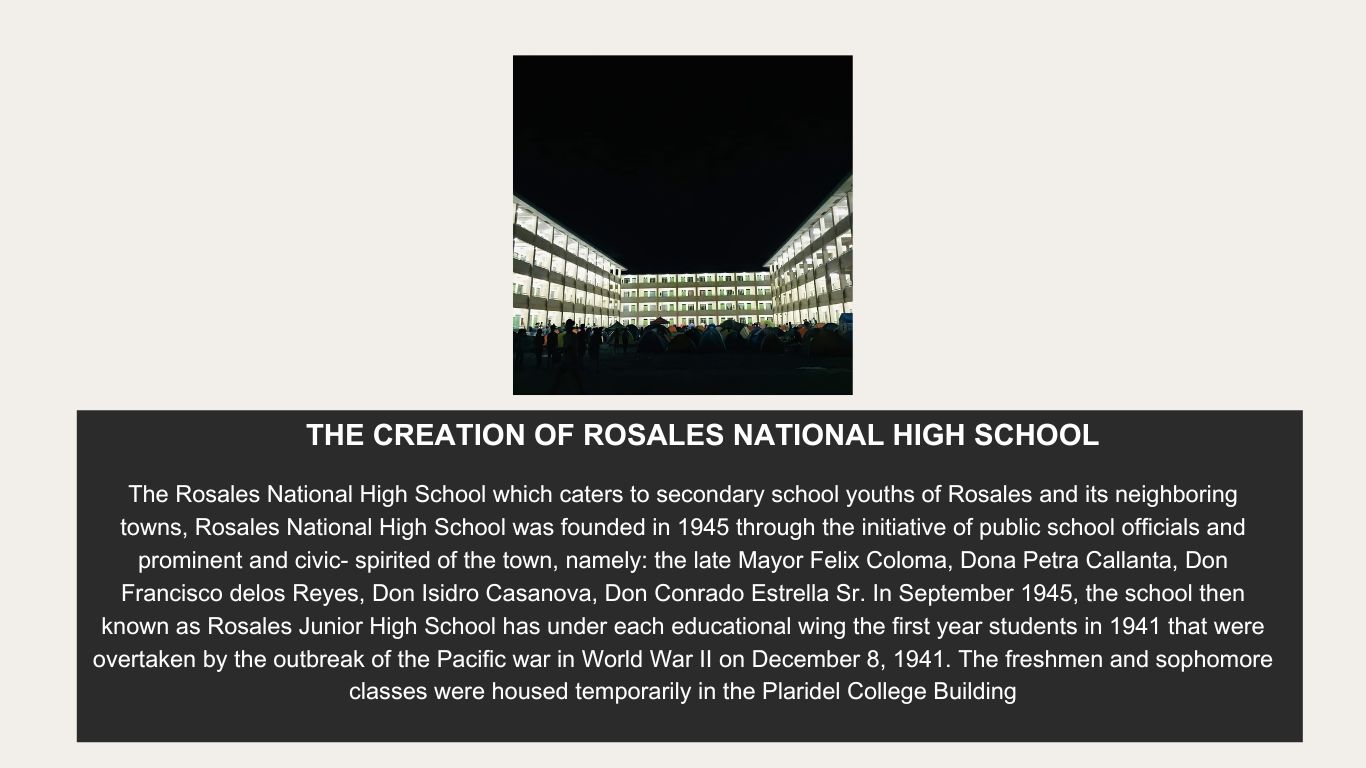 THE CREATION OF ROSALES NATIONAL HIGH SCHOOL
The Rosales National High School which caters to secondary school youths of Rosales and its neighboring
towns, Rosales National High School was founded in 1945 through the initiative of public school officials and
prominent and civic- spirited of the town, namely: the late Mayor Felix Coloma, Dona Petra Callanta, Don
Francisco delos Reyes, Don Isidro Casanova, Don Conrado Estrella Sr. In September 1945, the school then
known as Rosales Junior High School has under each educational wing the first year students in 1941 that were
overtaken by the outbreak of the Pacific war in World War II on December 8, 1941. The freshmen and sophomore
classes were housed temporarily in the Plaridel College Building